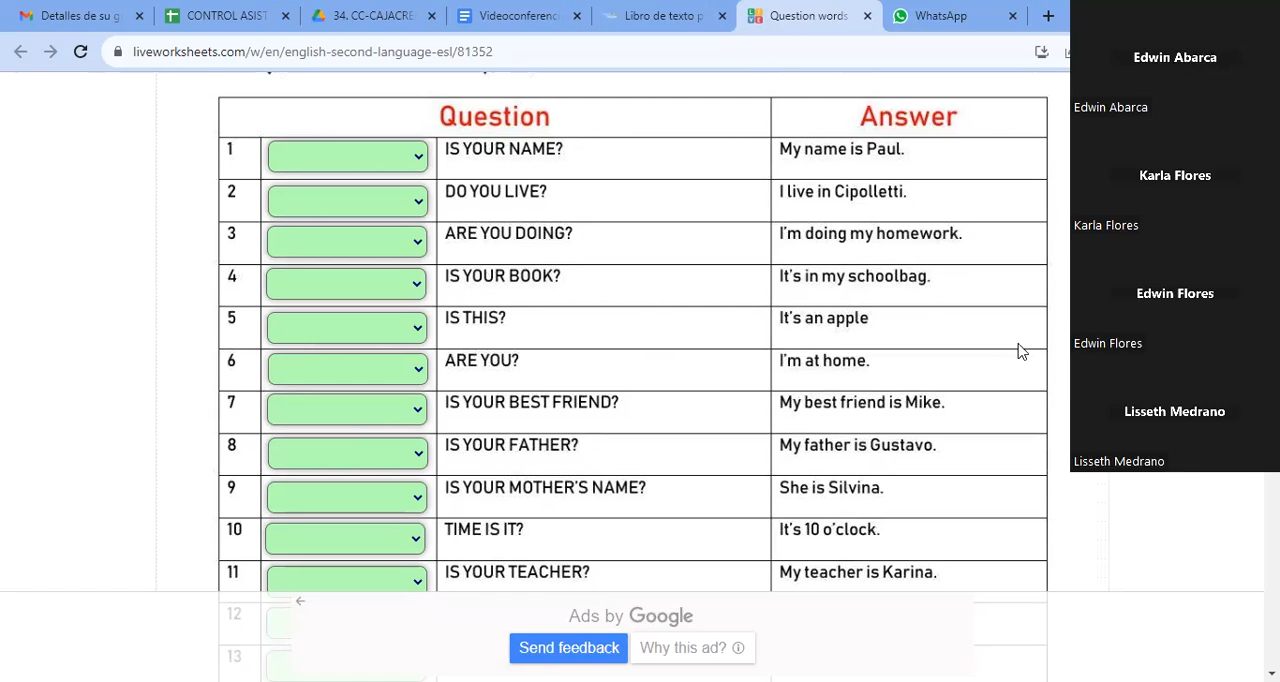 Detalles de su g
CONTROL ASIST
34. CC-CAJACRE
Videoconferenc
Libro de texto p
Question words
WhatsApp
liveworksheets.com/w/en/english-second-language-esl/81352
Question Answer
1 IS YOUR NAME? My name is Paul.
2 DO YOU LIVE? I live in Cipolletti.
3 ARE YOU DOING? I'm doing my homework.
4 IS YOUR BOOK? It's in my schoolbag.
5 IS THIS? It's an apple
6 ARE YOU? I'm at home.
7 IS YOUR BEST FRIEND? My best friend is Mike.
8 IS YOUR FATHER? My father is Gustavo.
9 IS YOUR MOTHER'S NAME? She is Silvina.
10 TIME IS IT? It's 10 o'clock.
11 IS YOUR TEACHER? My teacher is Karina.
12
13
Ads by Google
Send feedback
Why this ad?
Edwin Abarca
Edwin Abarca
Karla Flores
Karla Flores
Edwin Flores
Edwin Flores
Lisseth Medrano
Lisseth Medrano